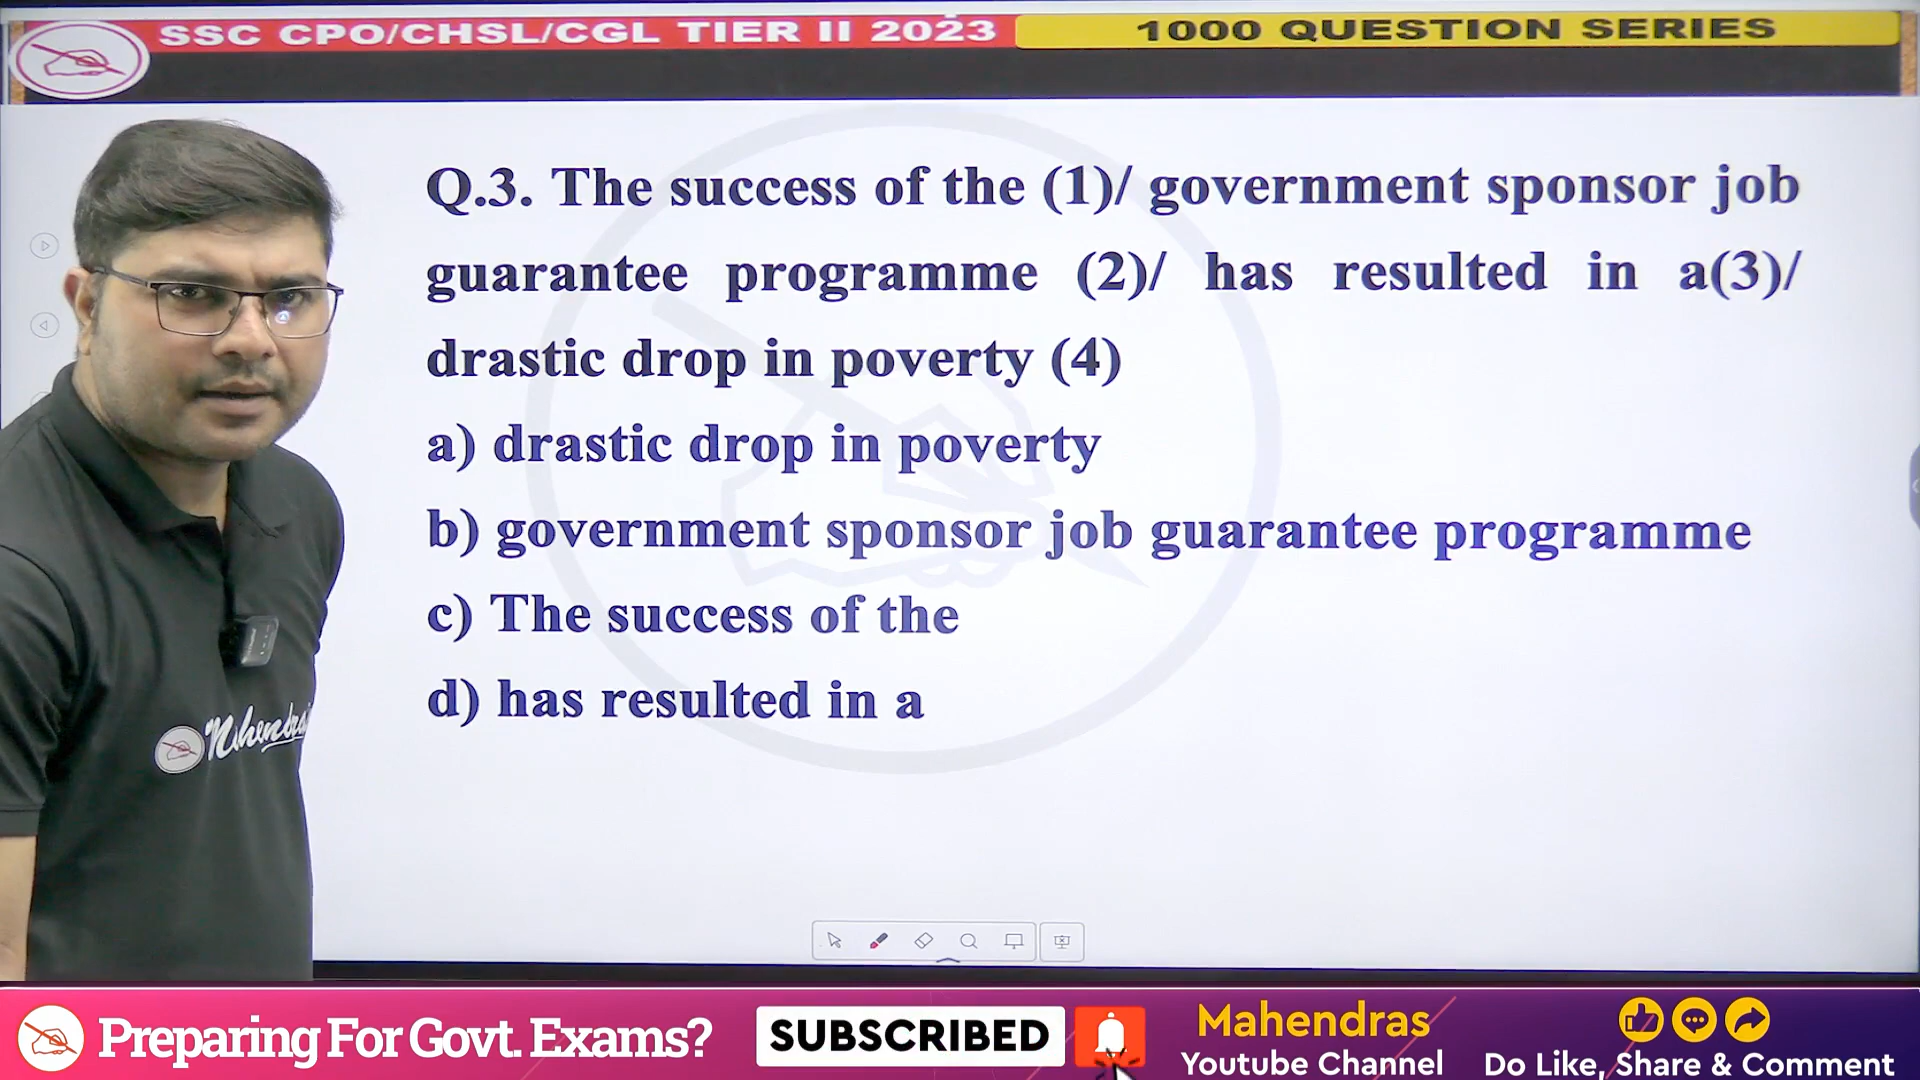 SSC CPO/CHSL/CGL TIER II 2023
1000 QUESTION SERIES
Q.3. The success of the (1)/ government sponsor job
guarantee programme (2)/ has resulted in a(3)/
drastic drop in poverty (4)
a) drastic drop in poverty
b) government sponsor job guarantee programme
c) The success of the
d) has resulted in a
Mahendras
Preparing For Govt. Exams?
SUBSCRIBED
Mahendras
Youtube Channel
Do Like, Share & Comment